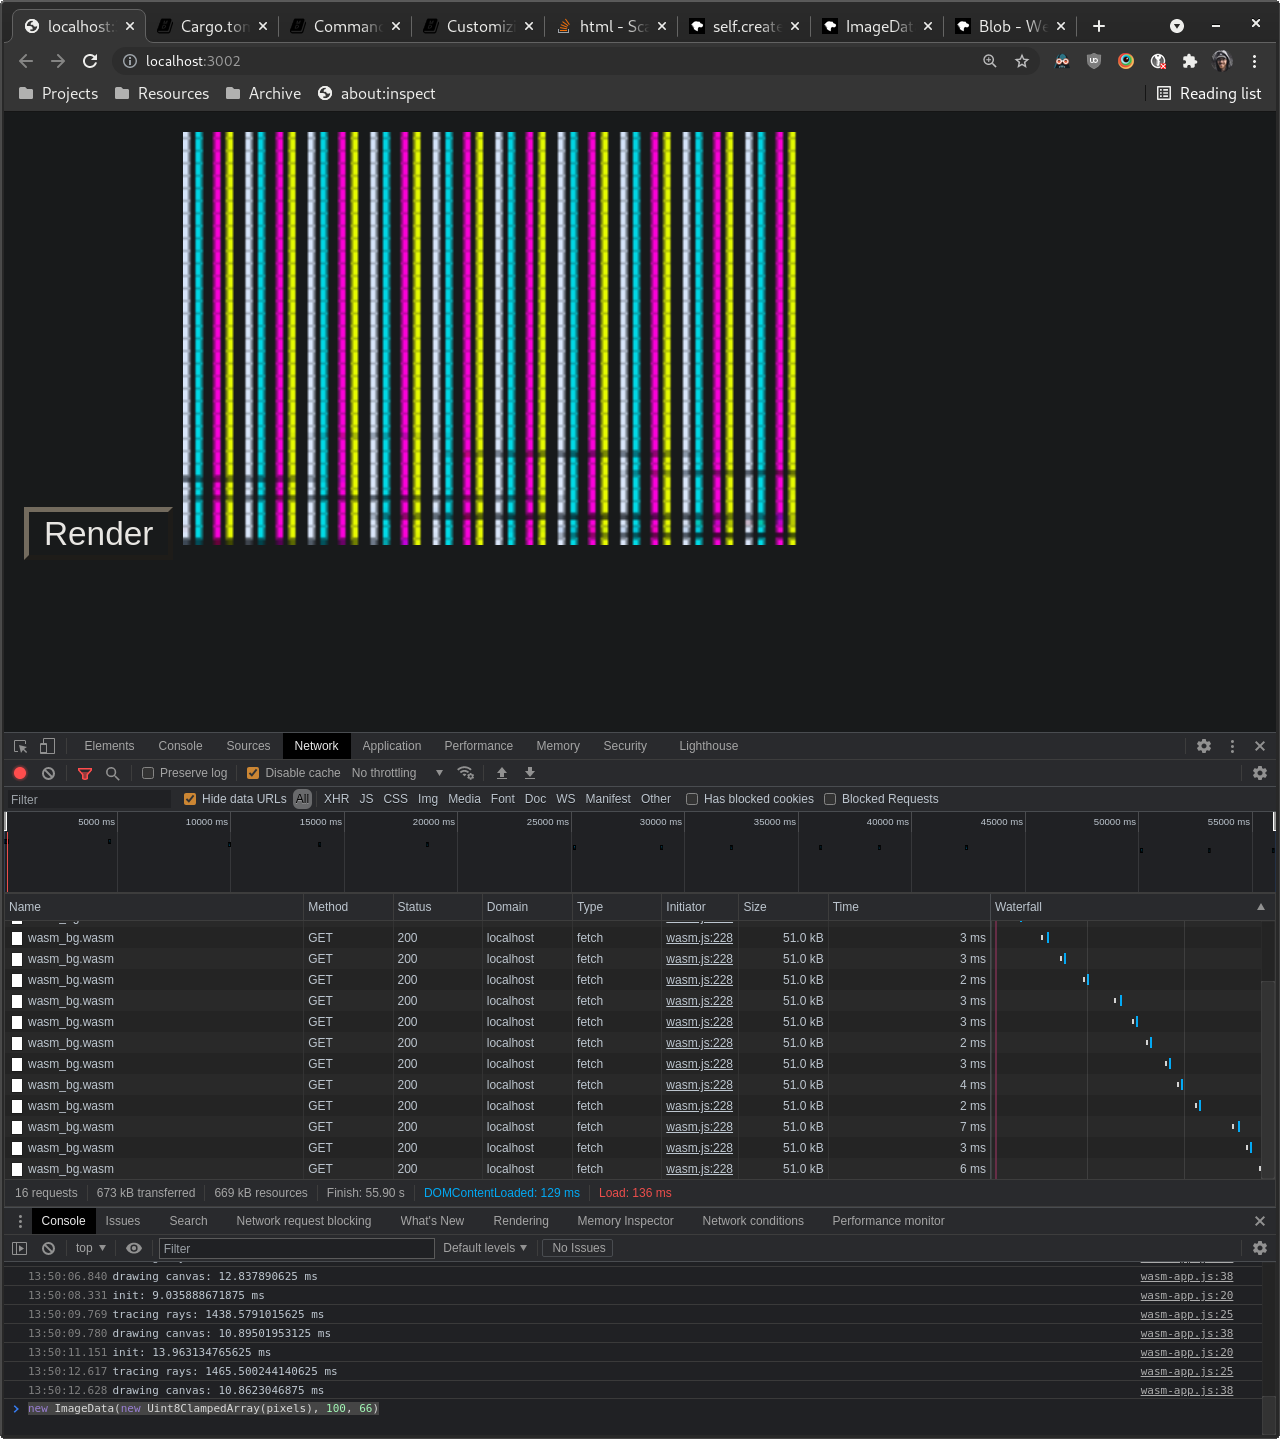 localhost: Cargo.ton Comman Customizi html - Sca self.create ImageDat Blob - We
localhost:3002
Projects Resources Archive about:inspect Reading list
Render
Elements Console Sources Network Application Performance Memory Security Lighthouse
Preserve log Disable cache No throttling
Filter Hide data URLs All XHR JS CSS Img Media Font Doc WS Manifest Other Has blocked cookies Blocked Requests
5000 ms 10000 ms 15000 ms 20000 ms 25000 ms 30000 ms 35000 ms 40000 ms 45000 ms 50000 ms 55000 ms
Name Method Status Domain Type Initiator Size Time Waterfall
wasm_bg.wasm GET 200 localhost fetch wasm.js:228 51.0 kB 3 ms
wasm_bg.wasm GET 200 localhost fetch wasm.js:228 51.0 kB 3 ms
wasm_bg.wasm GET 200 localhost fetch wasm.js:228 51.0 kB 2 ms
wasm_bg.wasm GET 200 localhost fetch wasm.js:228 51.0 kB 3 ms
wasm_bg.wasm GET 200 localhost fetch wasm.js:228 51.0 kB 3 ms
wasm_bg.wasm GET 200 localhost fetch wasm.js:228 51.0 kB 2 ms
wasm_bg.wasm GET 200 localhost fetch wasm.js:228 51.0 kB 3 ms
wasm_bg.wasm GET 200 localhost fetch wasm.js:228 51.0 kB 4 ms
wasm_bg.wasm GET 200 localhost fetch wasm.js:228 51.0 kB 2 ms
wasm_bg.wasm GET 200 localhost fetch wasm.js:228 51.0 kB 7 ms
wasm_bg.wasm GET 200 localhost fetch wasm.js:228 51.0 kB 3 ms
wasm_bg.wasm GET 200 localhost fetch wasm.js:228 51.0 kB 6 ms
16 requests 673 kB transferred 669 kB resources Finish: 55.90 s DOMContentLoaded: 129 ms Load: 136 ms
Console Issues Search Network request blocking What's New Rendering Memory Inspector Network conditions Performance monitor
top Filter Default levels No Issues
13:50:06.840 drawing canvas: 12.837890625 ms wasm-app.js:38
13:50:08.331 init: 9.035888671875 ms wasm-app.js:20
13:50:09.769 tracing rays: 1438.5791015625 ms wasm-app.js:25
13:50:09.780 drawing canvas: 10.89501953125 ms wasm-app.js:38
13:50:11.151 init: 13.963134765625 ms wasm-app.js:20
13:50:12.617 tracing rays: 1465.500244140625 ms wasm-app.js:25
13:50:12.628 drawing canvas: 10.8623046875 ms wasm-app.js:38
new ImageData(new Uint8ClampedArray(pixels), 100, 66)